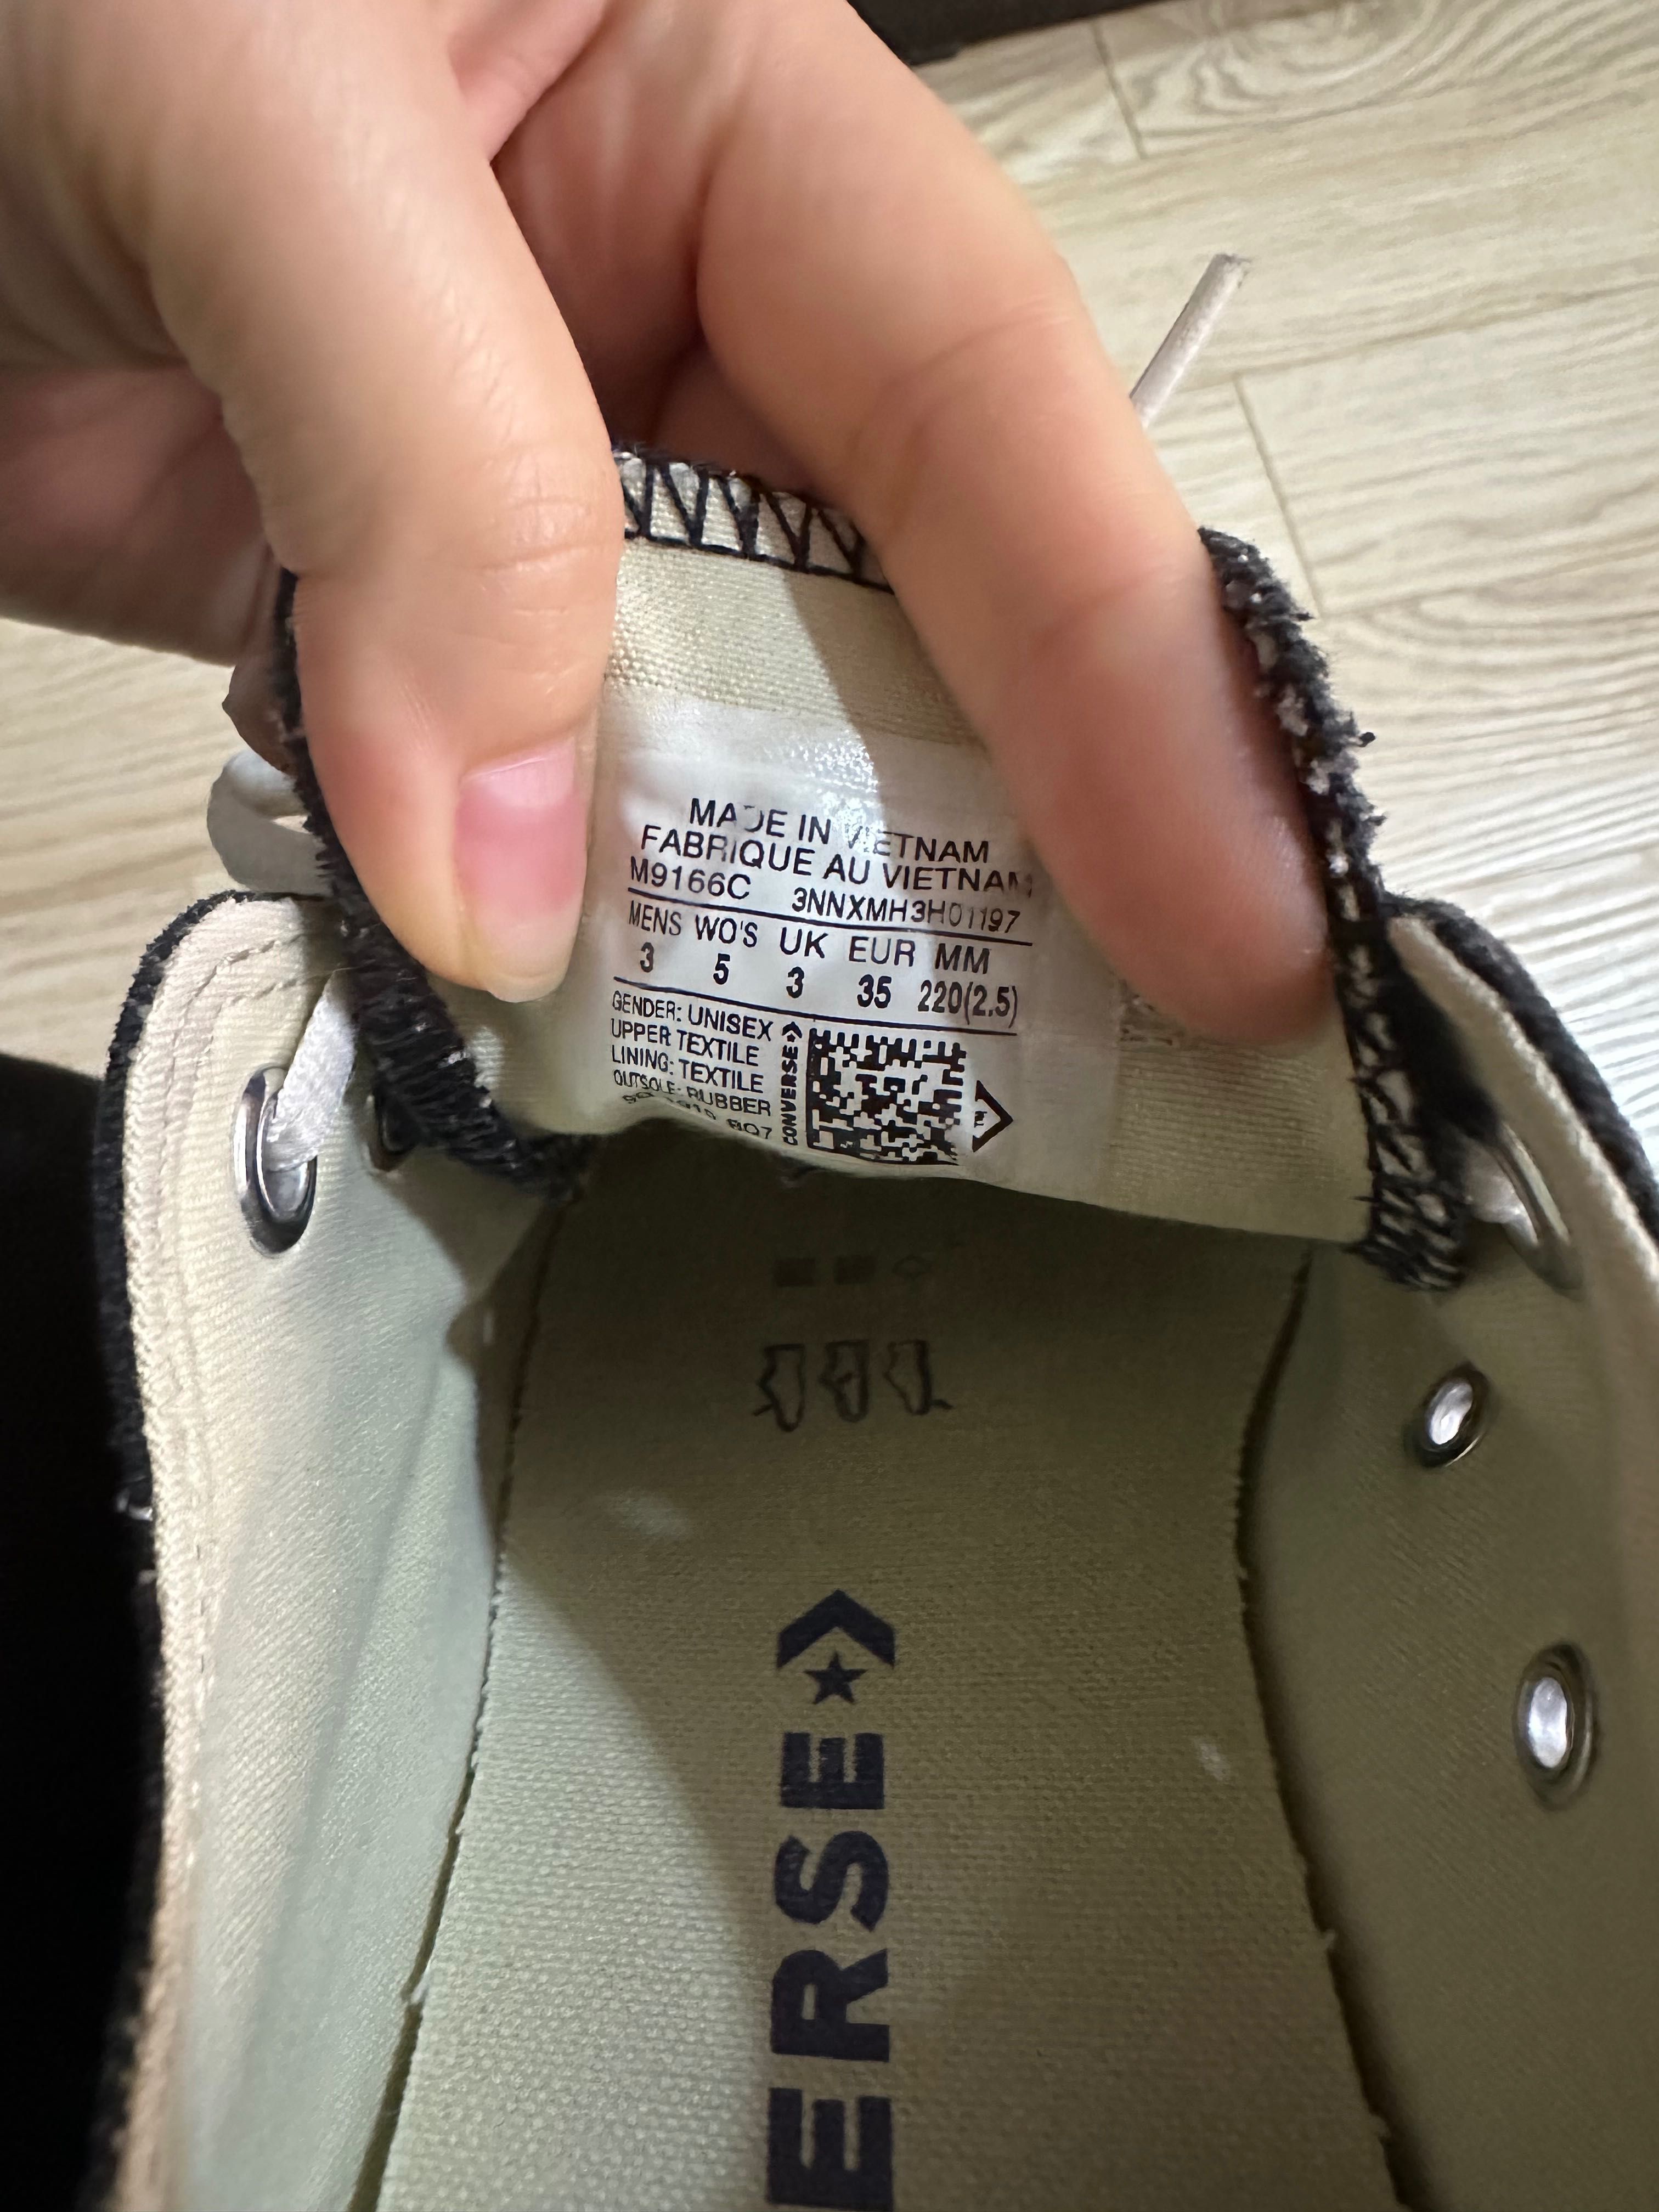 MADE IN VIETNAM
FABRIQUE AU VIETNAM
M9166C 3NNXMH3H01197
MENS WO'S UK EUR MM
3 5 3 35 220(2.5)
GENDER: UNISEX
UPPER TEXTILE
LINING: TEXTILE
OUTSOLE: RUBBER
CONVERSE
ERSE